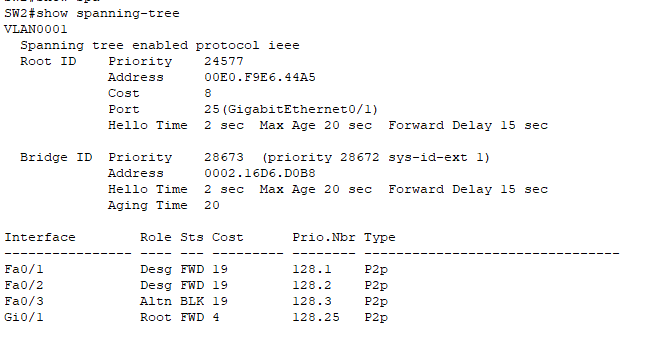 SW2#show spanning-tree
VLAN0001
  Spanning tree enabled protocol ieee
  Root ID    Priority    24577
             Address     00E0.F9E6.44A5
             Cost        8
             Port        25(GigabitEthernet0/1)
             Hello Time  2 sec  Max Age 20 sec  Forward Delay 15 sec

  Bridge ID  Priority    28673  (priority 28672 sys-id-ext 1)
             Address     0002.16D6.D0B8
             Hello Time  2 sec  Max Age 20 sec  Forward Delay 15 sec
             Aging Time  20

Interface        Role Sts Cost      Prio.Nbr Type
---------------- ---- --- --------- -------- --------------------------------
Fa0/1            Desg FWD 19        128.1    P2p
Fa0/2            Desg FWD 19        128.2    P2p
Fa0/3            Altn BLK 19        128.3    P2p
Gi0/1            Root FWD 4         128.25   P2p